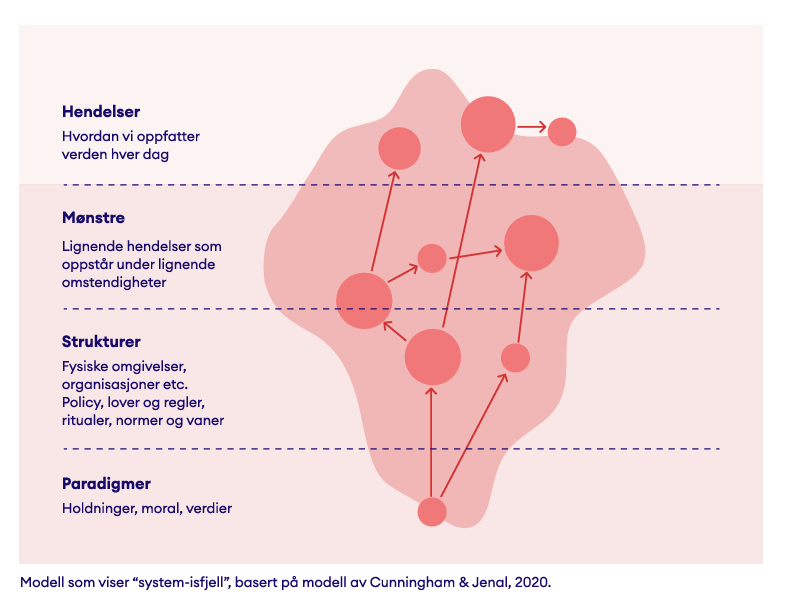 Hendelser
Hvordan vi oppfatter
verden hver dag
Mønstre
Lignende hendelser som
oppstår under lignende
omstendigheter
Strukturer
Fysiske omgivelser,
organisasjoner etc.
Policy, lover og regler,
ritualer, normer og vaner
Paradigmer
Holdninger, moral, verdier
Modell som viser “system-isfjell”, basert på modell av Cunningham & Jenal, 2020.